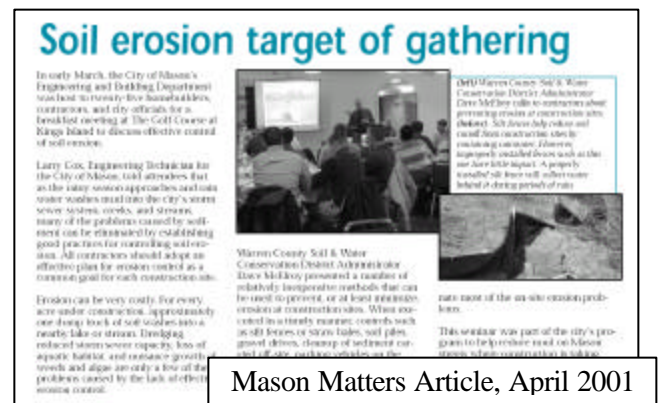 Soil erosion target of gathering
In early March, the City of Mason's
Engineering and Building Department
was host to twenty-five homebuilders,
contractors, and city officials for a
breakfast meeting at The Golf Course at
Kings Island to discuss effective control
of soil erosion.
Larry Cox, Engineering Technician for
the City of Mason, told attendees that
as the rainy season approaches and rain
water washes mud into the city's storm
sewer system, creeks, and streams,
many of the problems caused by sedi-
ment can be eliminated by establishing
good practices for controlling soil ero-
sion. All contractors should adopt an
effective plan for erosion control as a
common goal for each construction site.
Erosion can be very costly. For every
acre under construction, approximately
one dump truck of soil washes into a
nearby lake or stream. Dredging,
reduced storm sewer capacity, loss of
aquatic habitat, and nuisance growth of
weeds and algae are only a few of the
problems caused by the lack of effective
erosion control.
Warren County Soil & Water
Conservation District Administrator
Dave McElroy presented a number of
relatively inexpensive methods that can
be used to prevent, or at least minimize,
erosion at construction sites. When exe-
cuted in a timely manner, controls such
as silt fences or straw bales, soil piles,
gravel drives, cleanup of sediment car-
ried off-site, parking vehicles on the
(left) Warren County Soil & Water
Conservation District Administrator
Dave McElroy talks to contractors about
preventing erosion at construction sites.
(below) Silt fences help reduce soil
runoff from construction sites by
containing rainwater. However,
improperly installed fences such as this
one have little impact. A properly
installed silt fence will collect water
behind it during periods of rain.
nate most of the on-site erosion prob-
lems.
This seminar was part of the city's pro-
gram to help reduce mud on Mason
streets where construction is taking
Mason Matters Article, April 2001